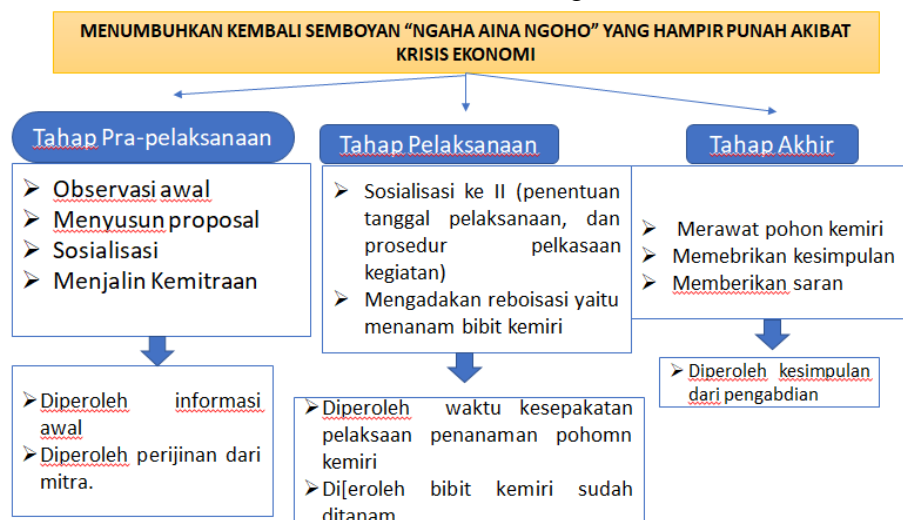 MENUMBUHKAN KEMBALI SEMBOYAN “NGAHA AINA NGOHO” YANG HAMPIR PUNAH AKIBAT
KRISIS EKONOMI
Tahap Pra-pelaksanaan
➢ Observasi awal
➢ Menyusun proposal
➢ Sosialisasi
➢ Menjalin Kemitraan
➢ Diperoleh informasi
awal
➢ Diperoleh perijinan dari
mitra.
Tahap Pelaksanaan
➢ Sosialisasi ke II (penentuan
tanggal pelaksanaan, dan
prosedur pelkasaan
kegiatan)
➢ Mengadakan reboisasi yaitu
menanam bibit kemiri
➢ Diperoleh waktu kesepakatan
pelaksaan penanaman pohomn
kemiri
➢ Di[eroleh bibit kemiri sudah
ditanam
Tahap Akhir
➢ Merawat pohon kemiri
➢ Memebrikan kesimpulan
➢ Memberikan saran
➢ Diperoleh kesimpulan
dari pengabdian